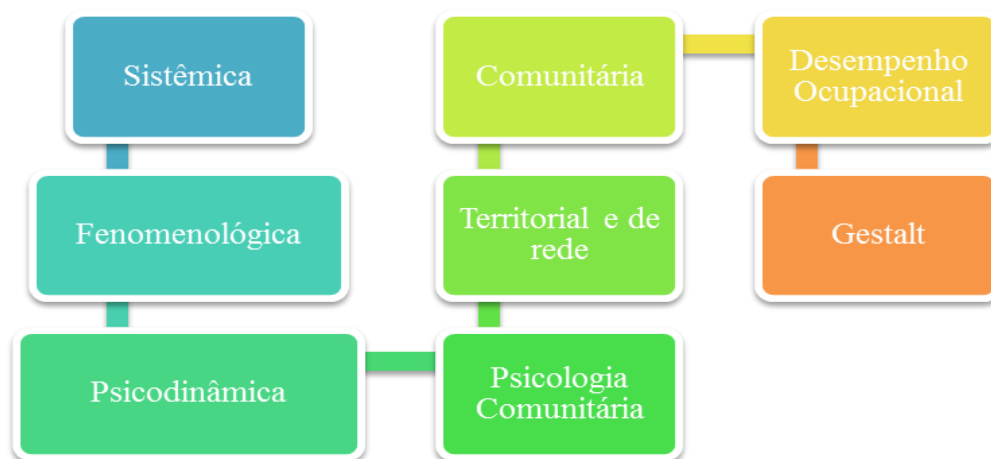 Sistêmica
Fenomenológica
Psicodinâmica
Psicologia
Comunitária
Territorial e de
rede
Comunitária
Desempenho
Ocupacional
Gestalt